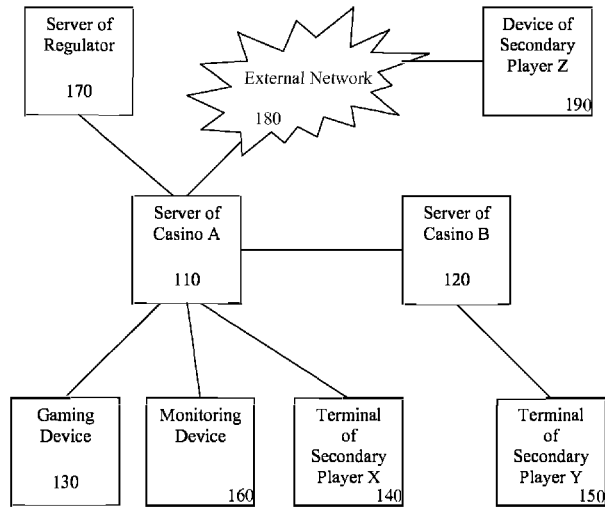 Server of
Regulator
170
External Network
180
Device of
Secondary
Player Z
190
Server of
Casino A
110
Server of
Casino B
120
Gaming
Device
130
Monitoring
Device
160
Terminal
of
Secondary
Player X
140
Terminal
of
Secondary
Player Y
150